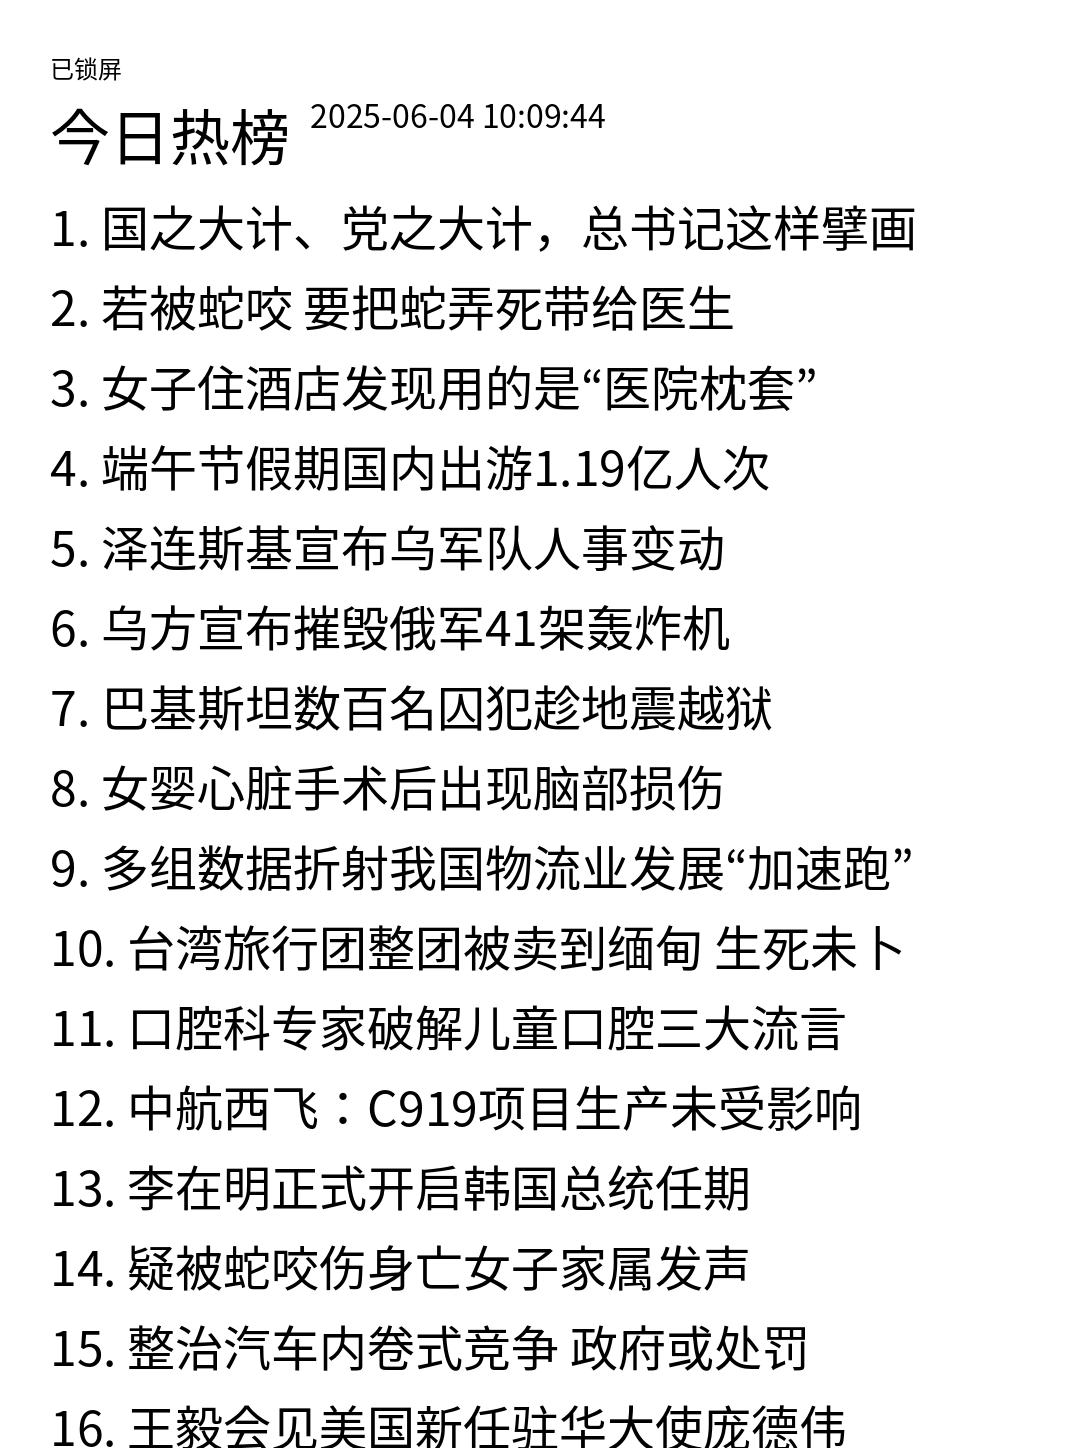 已锁屏
今日热榜 2025-06-04 10:09:44
1. 国之大计、党之大计，总书记这样擘画
2. 若被蛇咬 要把蛇弄死带给医生
3. 女子住酒店发现用的是“医院枕套”
4. 端午节假期国内出游1.19亿人次
5. 泽连斯基宣布乌军队人事变动
6. 乌方宣布摧毁俄军41架轰炸机
7. 巴基斯坦数百名囚犯趁地震越狱
8. 女婴心脏手术后出现脑部损伤
9. 多组数据折射我国物流业发展“加速跑”
10. 台湾旅行团整团被卖到缅甸 生死未卜
11. 口腔科专家破解儿童口腔三大流言
12. 中航西飞：C919项目生产未受影响
13. 李在明正式开启韩国总统任期
14. 疑被蛇咬伤身亡女子家属发声
15. 整治汽车内卷式竞争 政府或处罚
16. 王毅会见美国新任驻华大使庞德伟